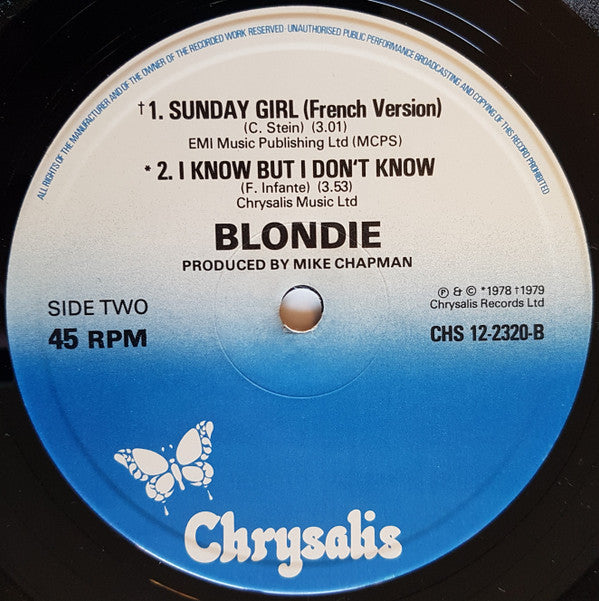 ALL RIGHTS OF THE MANUFACTURER AND OF THE OWNER OF THE RECORDED WORK RESERVED· UNAUTHORISED PUBLIC PERFORMANCE BROADCASTING AND COPYING OF THIS RECORD PROHIBITED
†1. SUNDAY GIRL (French Version)
(C. Stein) (3.01)
EMI Music Publishing Ltd (MCPS)
*2. I KNOW BUT I DON'T KNOW
(F. Infante) (3.53)
Chrysalis Music Ltd
BLONDIE
PRODUCED BY MIKE CHAPMAN
SIDE TWO
45 RPM
℗ & © *1978 †1979
Chrysalis Records Ltd
CHS 12-2320-B
Chrysalis